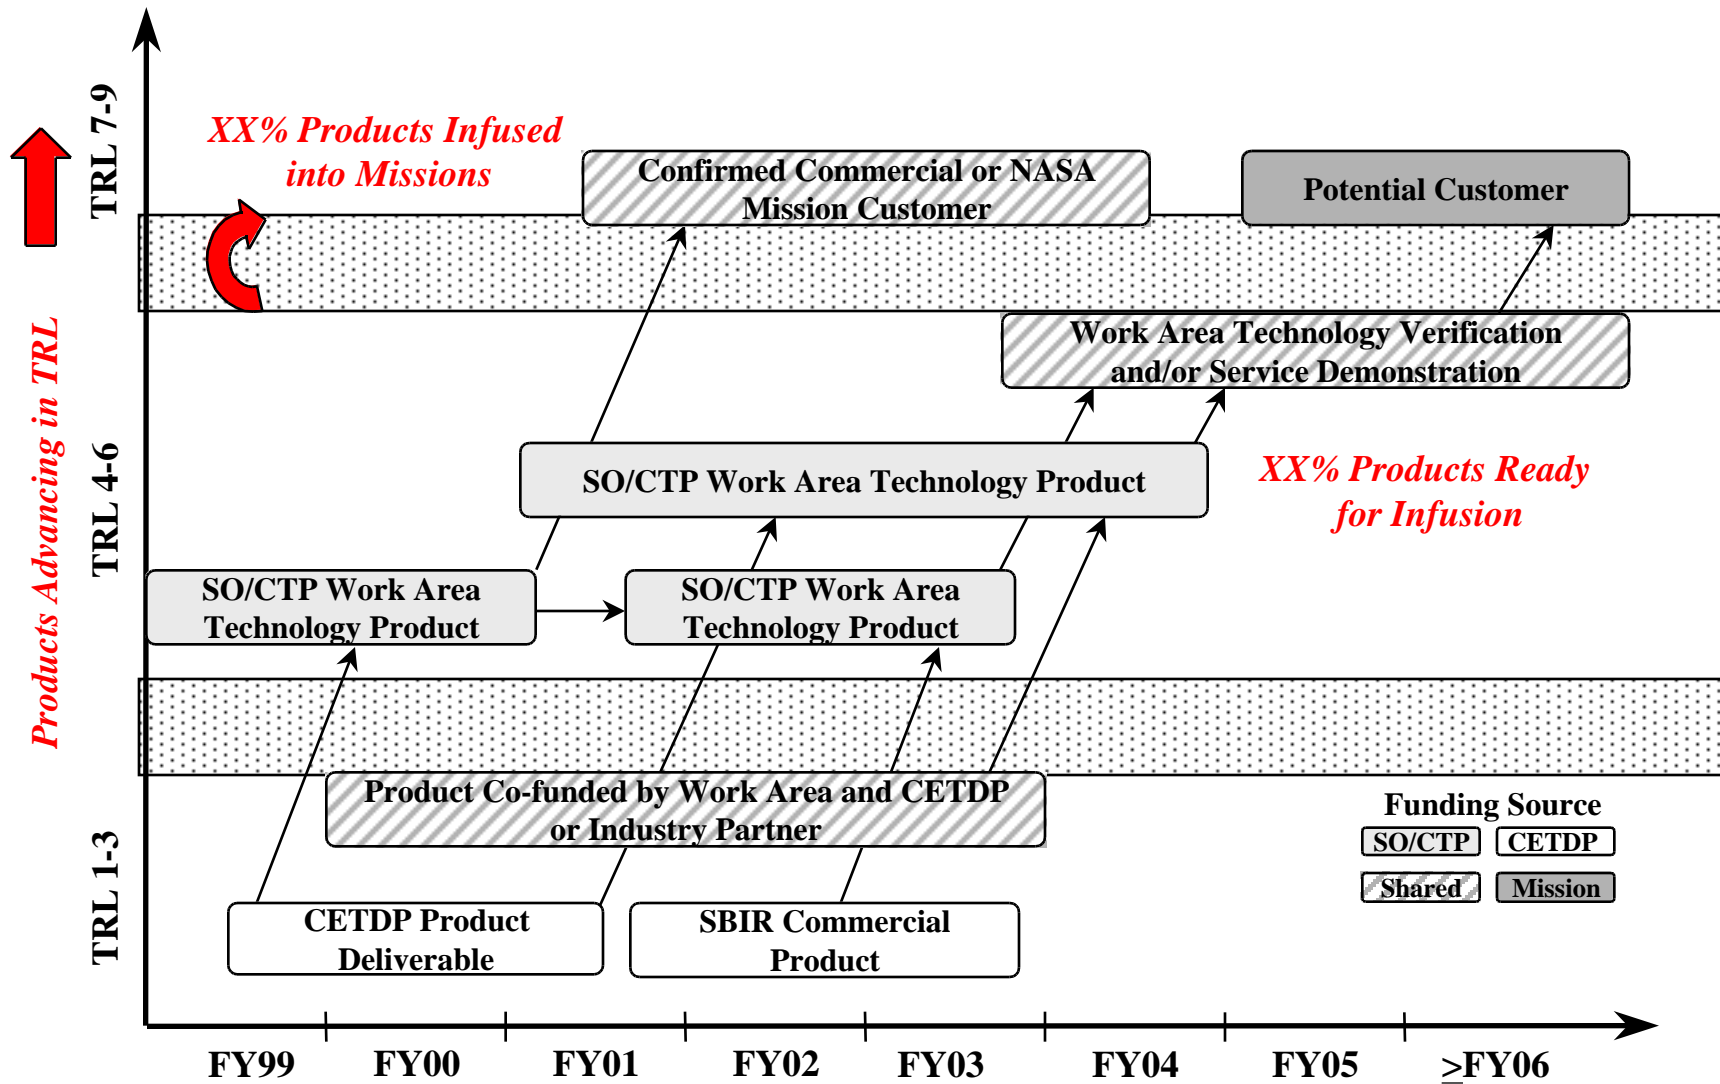 TRL 7-9
XX% Products Infused
into Missions
Confirmed Commercial or NASA
Mission Customer
Potential Customer
Products Advancing in TRL
Work Area Technology Verification
and/or Service Demonstration
TRL 4-6
SO/CTP Work Area Technology Product
XX% Products Ready
for Infusion
SO/CTP Work Area
Technology Product
SO/CTP Work Area
Technology Product
TRL 1-3
Product Co-funded by Work Area and CETDP
or Industry Partner
CETDP Product
Deliverable
SBIR Commercial
Product
Funding Source
SO/CTP
CETDP
Shared
Mission
FY99
FY00
FY01
FY02
FY03
FY04
FY05
≥FY06